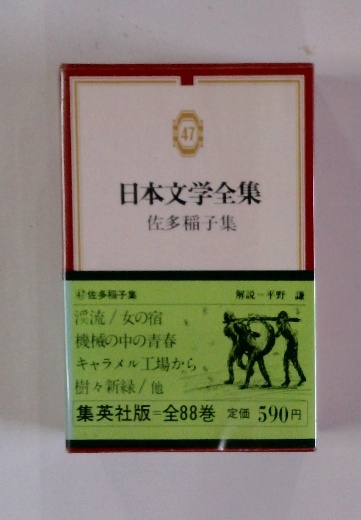 47
日本文学全集
佐多稲子集
㊼佐多稲子集 解説=平野 謙
渓流/女の宿
機械の中の青春
キャラメル工場から
樹々新緑/他
集英社版=全88巻 定価 590円